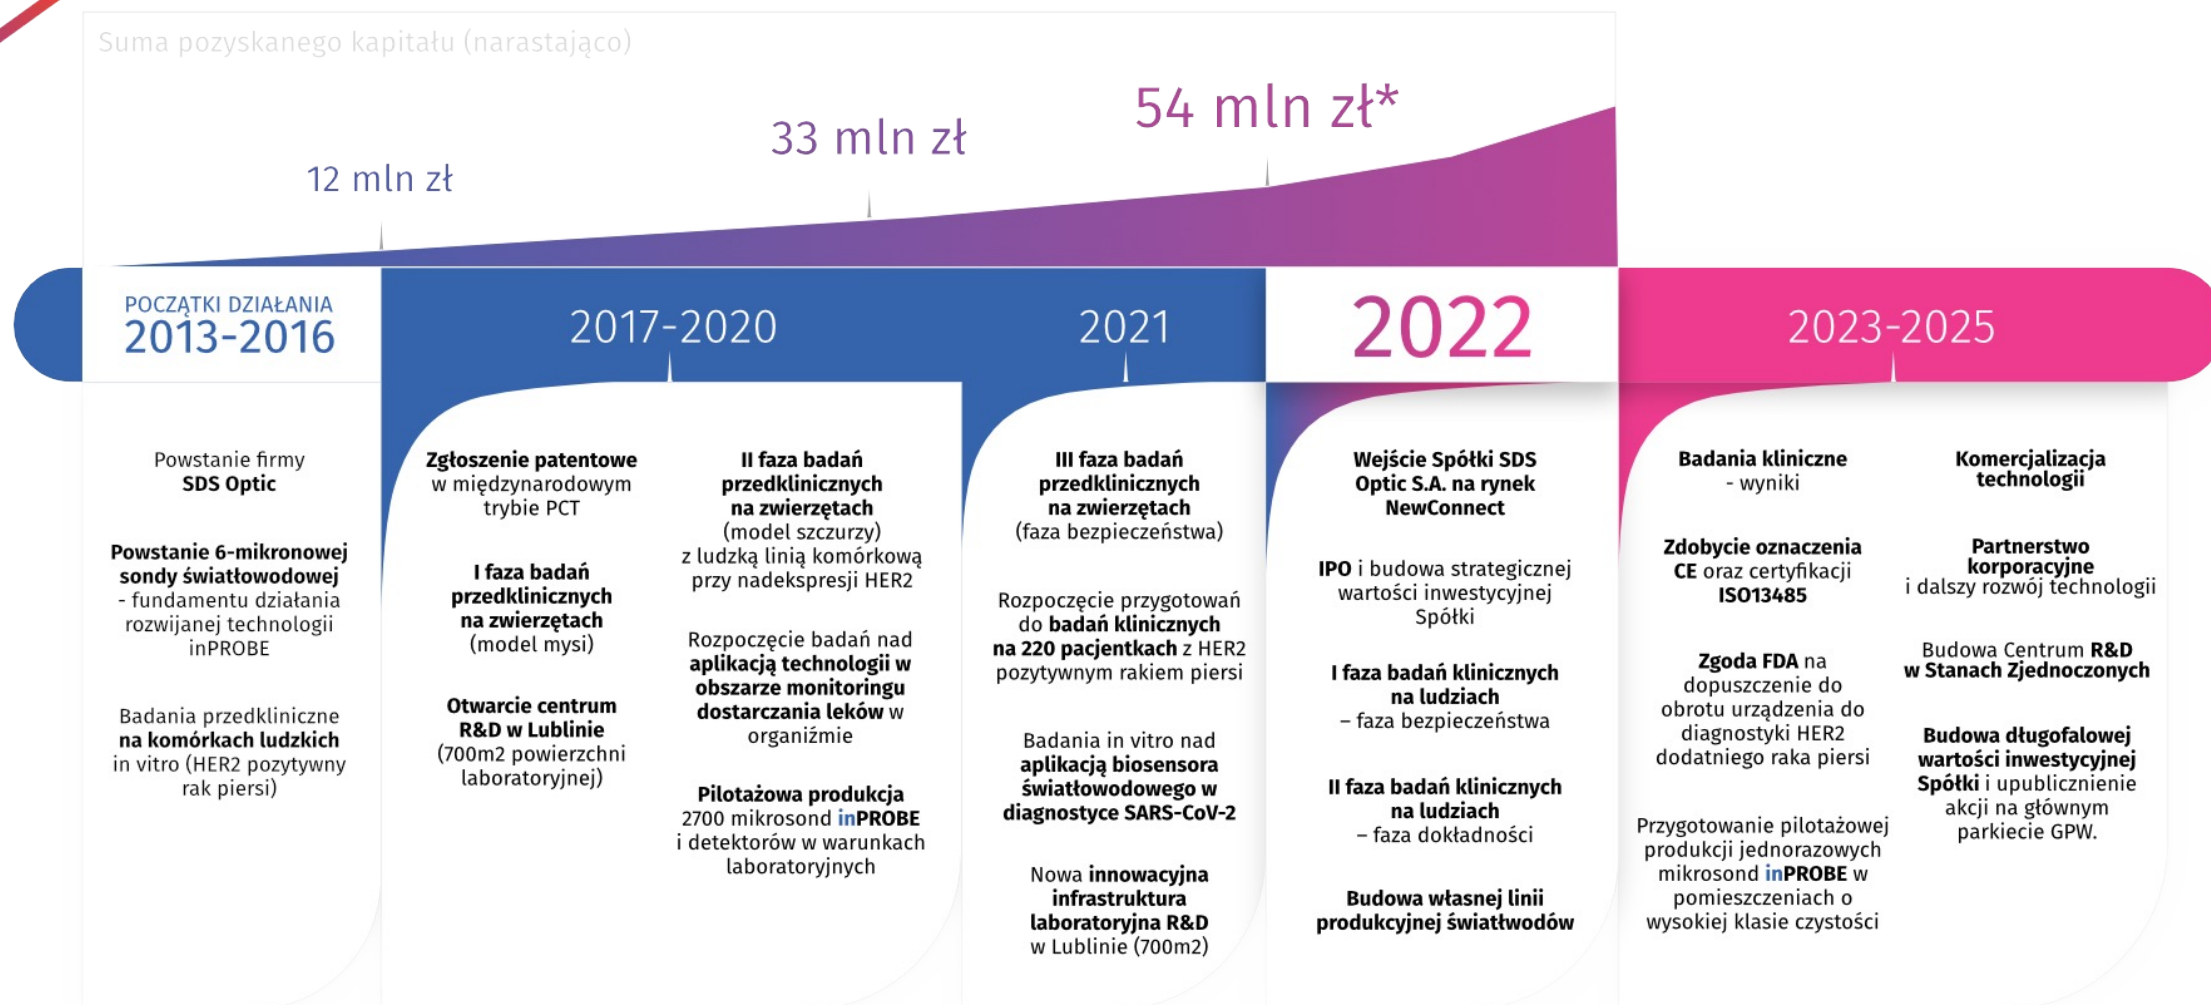 Suma pozyskanego kapitału (narastająco)
12 mln zł
33 mln zł
54 mln zł*
POCZĄTKI DZIAŁANIA
2013-2016
2017-2020
2021
2022
2023-2025
Powstanie firmy
SDS Optic
Powstanie 6-mikronowej
sondy światłowodowej
- fundamentu działania
rozwijanej technologii
inPROBE
Badania przedkliniczne
na komórkach ludzkich
in vitro (HER2 pozytywny
rak piersi)
Zgłoszenie patentowe
w międzynarodowym
trybie PCT
I faza badań
przedklinicznych
na zwierzętach
(model mysi)
Otwarcie centrum
R&D w Lublinie
(700m2 powierzchni
laboratoryjnej)
II faza badań
przedklinicznych
na zwierzętach
(model szczurzy)
z ludzką linią komórkową
przy nadekspresji HER2
Rozpoczęcie badań nad
aplikacją technologii w
obszarze monitoringu
dostarczania leków w
organiźmie
Pilotażowa produkcja
2700 mikrosond inPROBE
i detektorów w warunkach
laboratoryjnych
III faza badań
przedklinicznych
na zwierzętach
(faza bezpieczeństwa)
Rozpoczęcie przygotowań
do badań klinicznych
na 220 pacjentkach z HER2
pozytywnym rakiem piersi
Badania in vitro nad
aplikacją biosensora
światłowodowego w
diagnostyce SARS-CoV-2
Nowa innowacyjna
infrastruktura
laboratoryjna R&D
w Lublinie (700m2)
Wejście Spółki SDS
Optic S.A. na rynek
NewConnect
IPO i budowa strategicznej
wartości inwestycyjnej
Spółki
I faza badań klinicznych
na ludziach
– faza bezpieczeństwa
II faza badań klinicznych
na ludziach
– faza dokładności
Budowa własnej linii
produkcyjnej światłwodów
Badania kliniczne
- wyniki
Zdobycie oznaczenia
CE oraz certyfikacji
ISO13485
Zgoda FDA na
dopuszczenie do
obrotu urządzenia do
diagnostyki HER2
dodatniego raka piersi
Przygotowanie pilotażowej
produkcji jednorazowych
mikrosond inPROBE w
pomieszczeniach o
wysokiej klasie czystości
Komercjalizacja
technologii
Partnerstwo
korporacyjne
i dalszy rozwój technologii
Budowa Centrum R&D
w Stanach Zjednoczonych
Budowa długofalowej
wartości inwestycyjnej
Spółki i upublicznienie
akcji na głównym
parkiecie GPW.